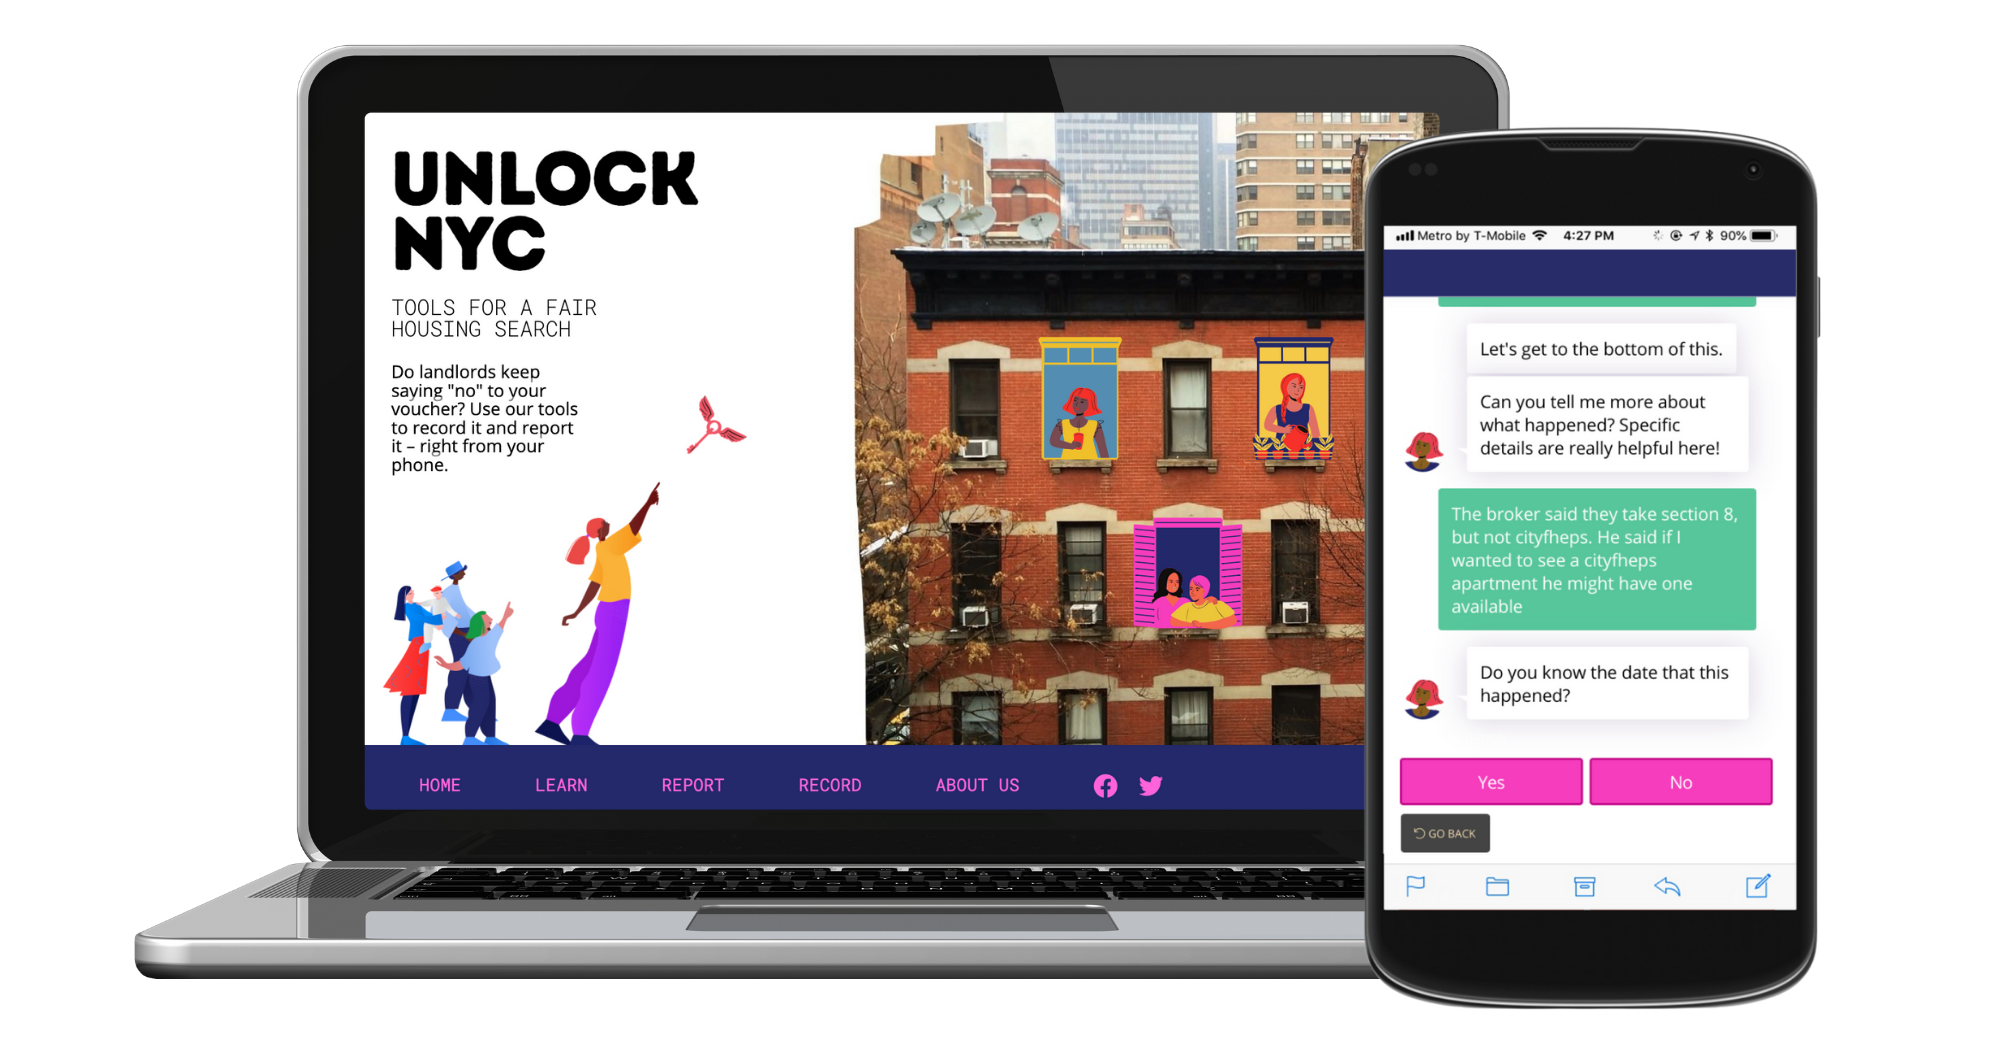 UNLOCK
NYC
TOOLS FOR A FAIR
HOUSING SEARCH
Do landlords keep
saying "no" to your
voucher? Use our tools
to record it and report
it – right from your
phone.
HOME LEARN REPORT RECORD ABOUT US
Metro by T-Mobile 4:27 PM 90%
Let's get to the bottom of this.
Can you tell me more about
what happened? Specific
details are really helpful here!
The broker said they take section 8,
but not cityfheps. He said if I
wanted to see a cityfheps
apartment he might have one
available
Do you know the date that this
happened?
Yes No
GO BACK